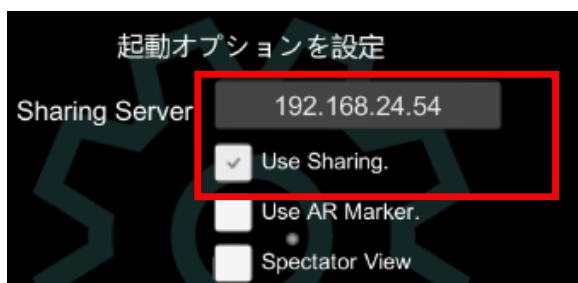 起動オプションを設定
Sharing Server 192.168.24.54
Use Sharing.
Use AR Marker.
Spectator View